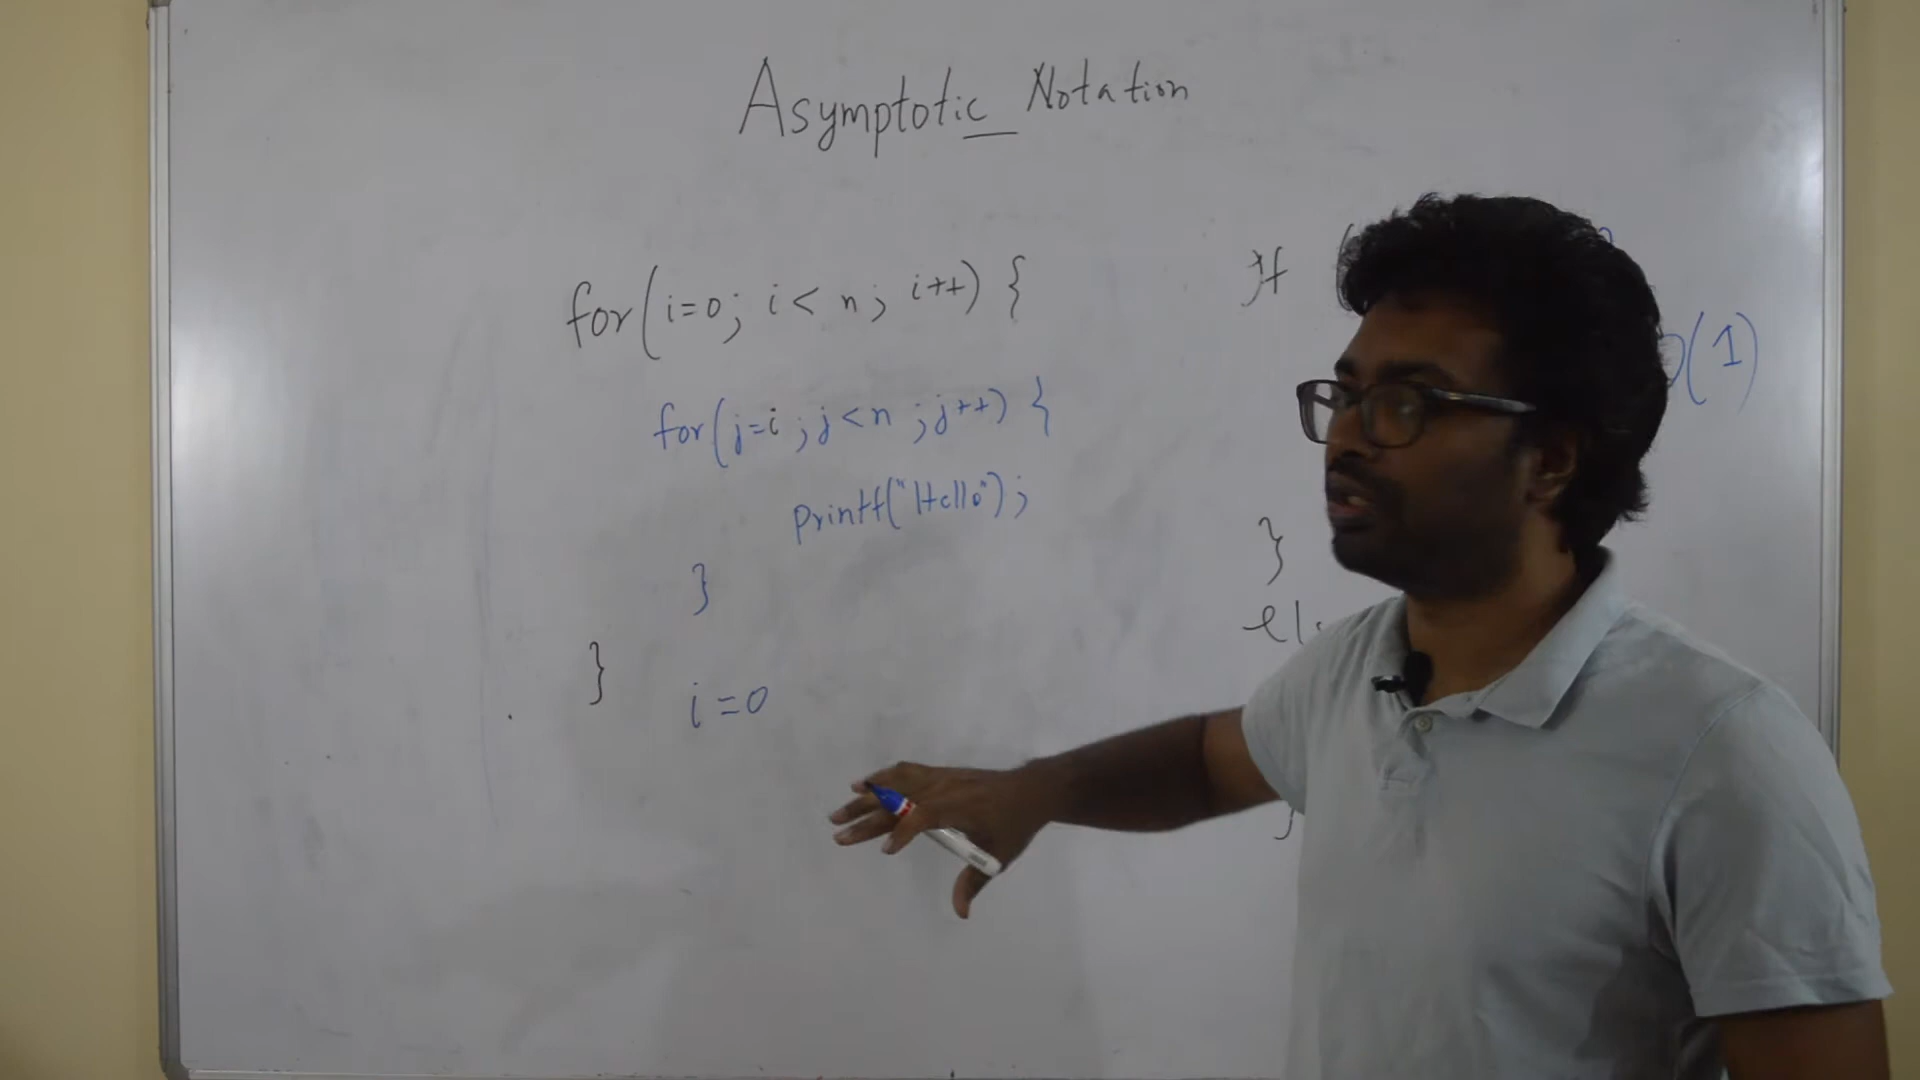 Asymptotic Notation
for(i=0; i<n; i++) {
for(j=i; j<n; j++) {
printf("Hello");
}
}
i=0
If (
O(1)
}
}